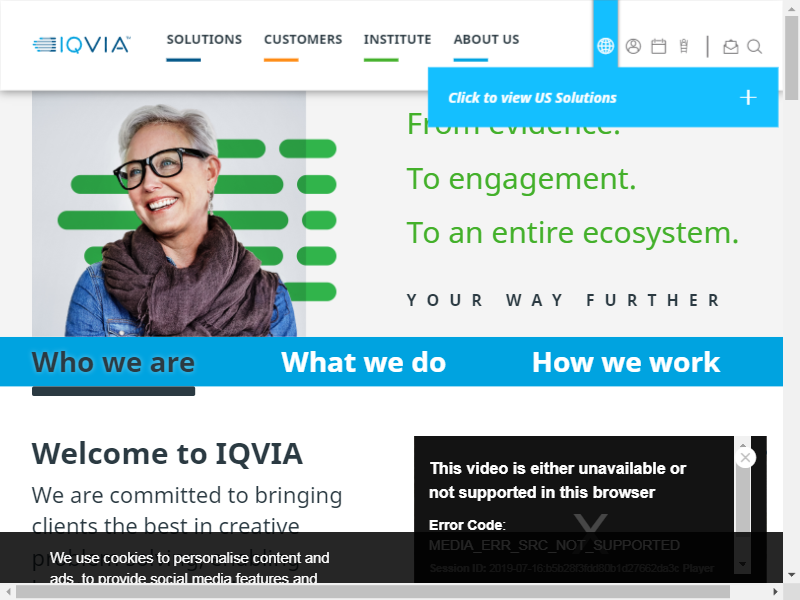 IQVIA
SOLUTIONS CUSTOMERS INSTITUTE ABOUT US
Click to view US Solutions
From evidence.
To engagement.
To an entire ecosystem.
YOUR WAY FURTHER
Who we are What we do How we work
Welcome to IQVIA
We are committed to bringing
clients the best in creative
This video is either unavailable or
not supported in this browser
Error Code:
MEDIA_ERR_SRC_NOT_SUPPORTED
Session ID: 2019-07-16:b5b28f3fdd80b1d27662da3c Player
We use cookies to personalise content and
ads, to provide social media features and